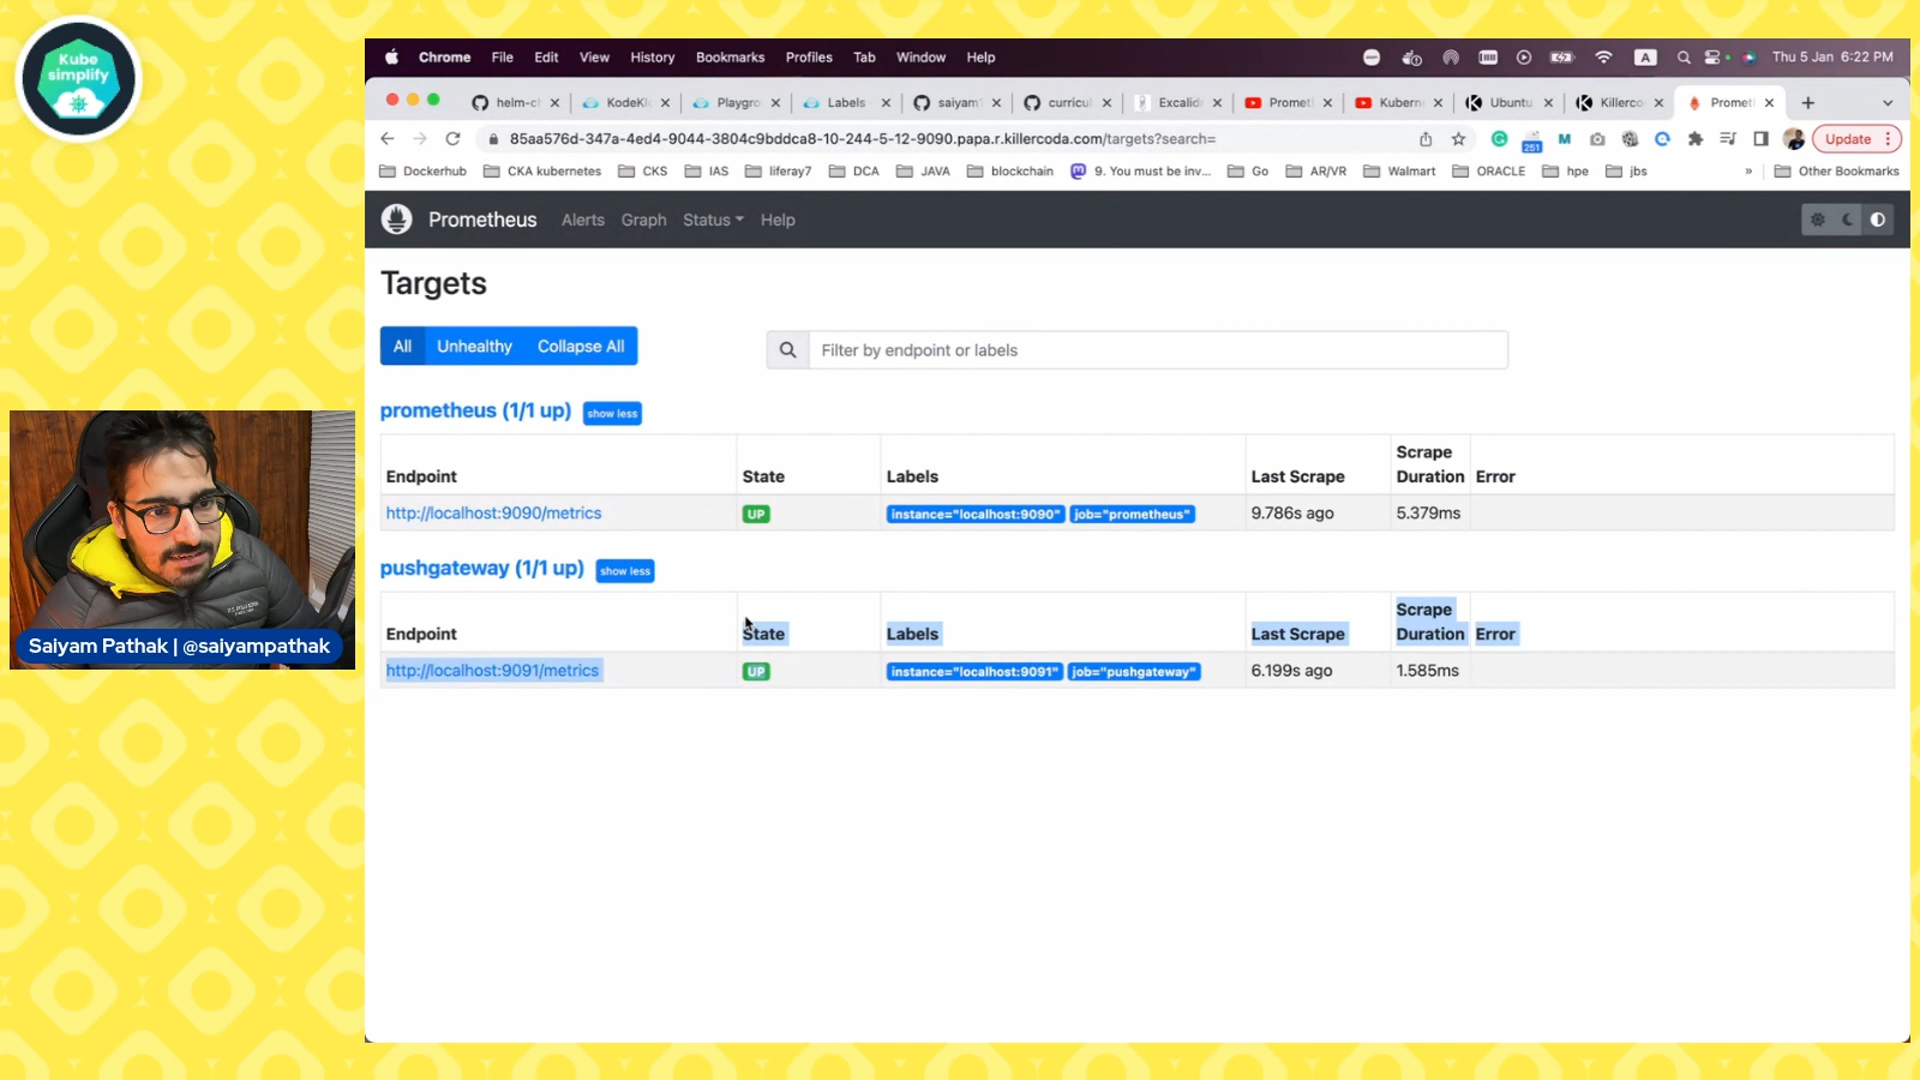 Kube
simplify
Chrome File Edit View History Bookmarks Profiles Tab Window Help
A
Thu 5 Jan 6:22 PM
helm-c
KodeKl
Playgro
Labels
saiyam
curricul
Excalid
Promet
Kubern
Ubuntu
Killerco
Promet
85aa576d-347a-4ed4-9044-3804c9bddca8-10-244-5-12-9090.papa.r.killercoda.com/targets?search=
251
M
Update
Dockerhub CKA kubernetes CKS IAS liferay7 DCA JAVA blockchain 9. You must be inv... Go AR/VR Walmart ORACLE hpe jbs » Other Bookmarks
Prometheus Alerts Graph Status Help
Targets
All Unhealthy Collapse All
Filter by endpoint or labels
prometheus (1/1 up) show less
Endpoint State Labels Last Scrape Scrape Duration Error
http://localhost:9090/metrics UP instance="localhost:9090" job="prometheus" 9.786s ago 5.379ms
pushgateway (1/1 up) show less
Endpoint State Labels Last Scrape Scrape Duration Error
http://localhost:9091/metrics UP instance="localhost:9091" job="pushgateway" 6.199s ago 1.585ms
Saiyam Pathak | @saiyampathak